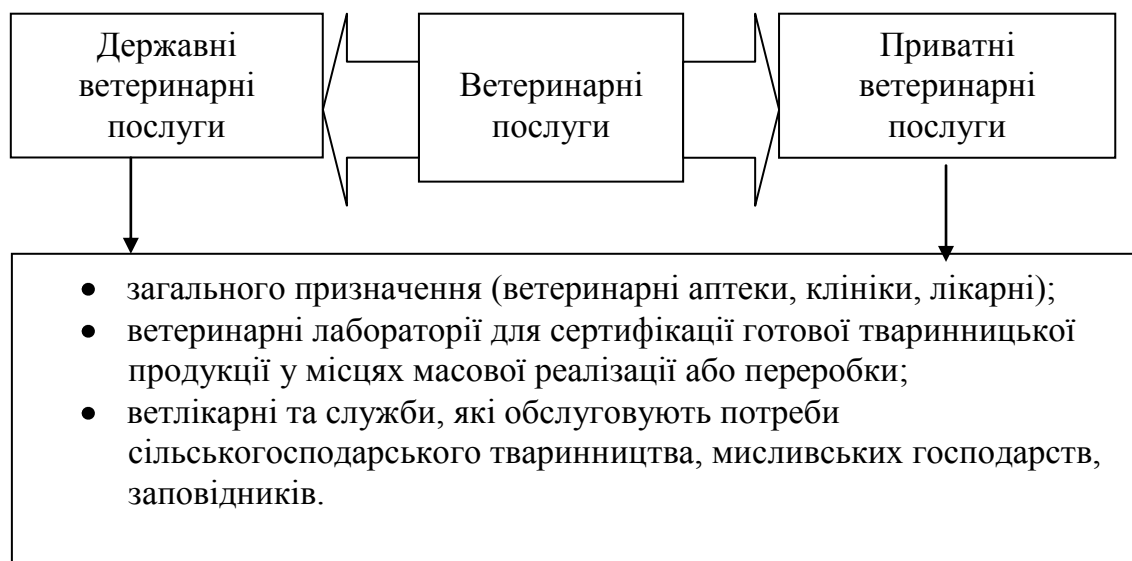 Державні
ветеринарні
послуги
Ветеринарні
послуги
Приватні
ветеринарні
послуги
• загального призначення (ветеринарні аптеки, клініки, лікарні);
• ветеринарні лабораторії для сертифікації готової тваринницької
продукції у місцях масової реалізації або переробки;
• ветлікарні та служби, які обслуговують потреби
сільськогосподарського тваринництва, мисливських господарств,
заповідників.